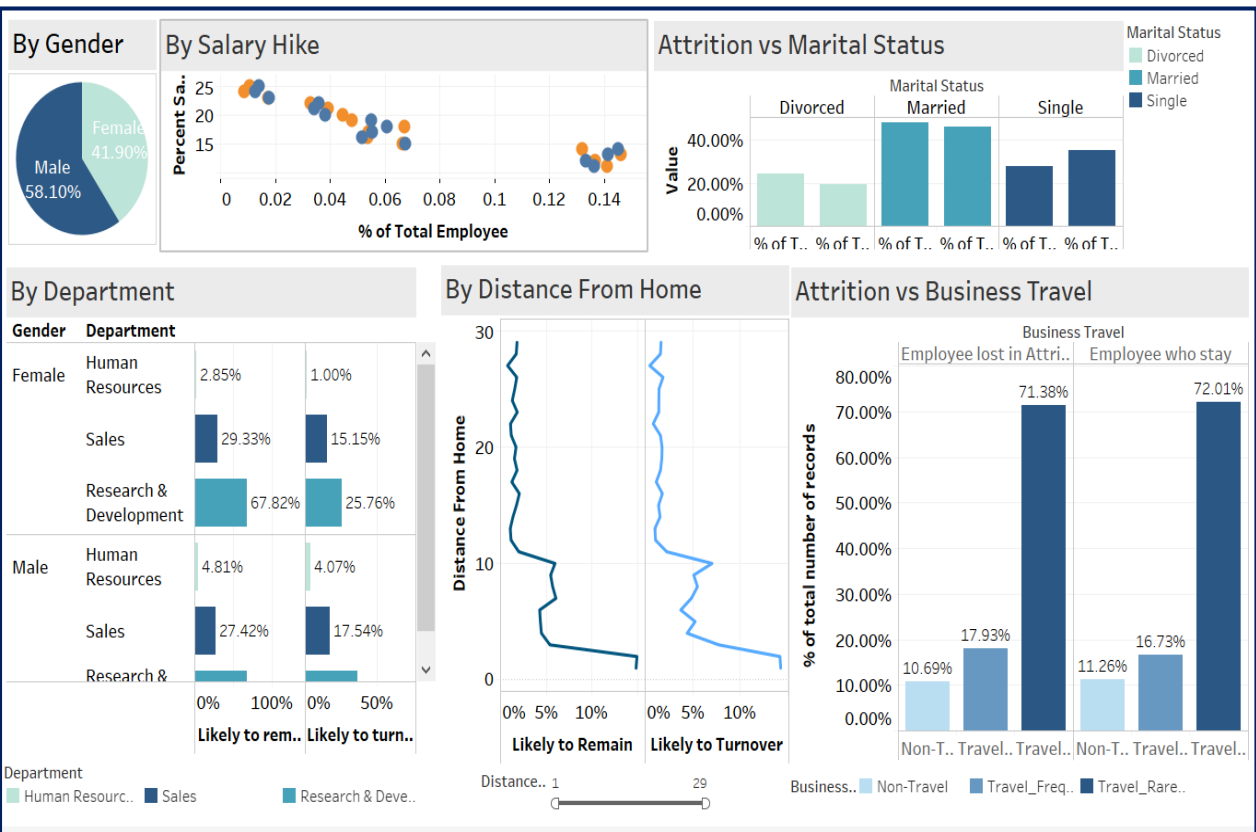 By Gender
Female
41.90%
Male
58.10%
By Salary Hike
Percent Sa..
25
20
15
0 0.02 0.04 0.06 0.08 0.1 0.12 0.14
% of Total Employee
Attrition vs Marital Status
Marital Status
Divorced Married Single
Value
40.00%
20.00%
0.00%
% of T.. % of T.. % of T.. % of T.. % of T.. % of T..
Marital Status
Divorced
Married
Single
By Department
Gender Department
Female Human Resources 2.85% 1.00%
Sales 29.33% 15.15%
Research & Development 67.82% 25.76%
Male Human Resources 4.81% 4.07%
Sales 27.42% 17.54%
Research &
0% 100% 0% 50%
Likely to rem.. Likely to turn..
Department
Human Resourc.. Sales Research & Deve..
By Distance From Home
Distance From Home
30
20
10
0
0% 5% 10% 0% 5% 10%
Likely to Remain Likely to Turnover
Distance.. 1 29
Attrition vs Business Travel
Business Travel
Employee lost in Attri.. Employee who stay
% of total number of records
80.00%
70.00%
60.00%
50.00%
40.00%
30.00%
20.00%
10.00%
0.00%
10.69% 17.93% 71.38% 11.26% 16.73% 72.01%
Non-T.. Travel.. Travel.. Non-T.. Travel.. Travel..
Business.. Non-Travel Travel_Freq.. Travel_Rare..